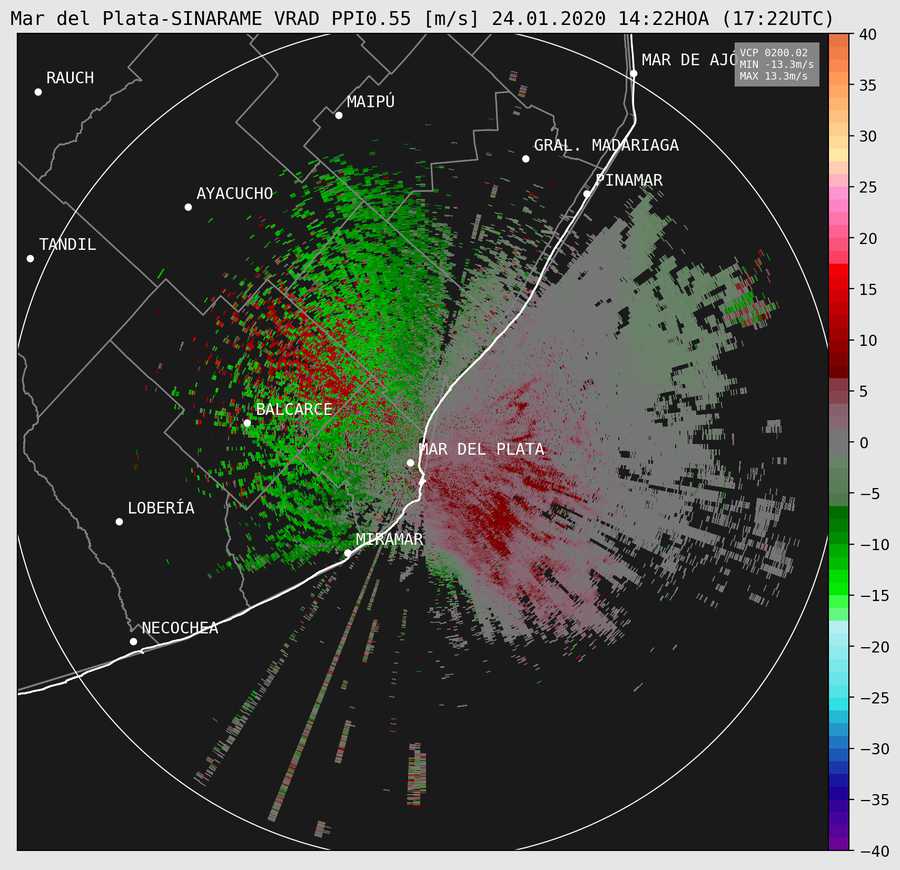 Mar del Plata-SINARAME VRAD PPI0.55 [m/s] 24.01.2020 14:22HOA (17:22UTC)
VCP 0200.02
MIN -13.3m/s
MAX 13.3m/s
MAR DE AJÓ
RAUCH
MAIPÚ
GRAL. MADARIAGA
PINAMAR
AYACUCHO
TANDIL
BALCARCE
MAR DEL PLATA
LOBERÍA
MIRAMAR
NECOCHEA
40
35
30
25
20
15
10
5
0
−5
−10
−15
−20
−25
−30
−35
−40